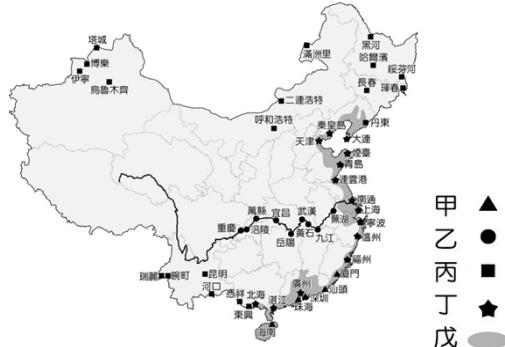 塔城
博樂
伊寧
烏魯木齊
滿洲里
黑河
哈爾濱
綏芬河
長春
琿春
二連浩特
呼和浩特
丹東
秦皇島
天津
大連
煙臺
青島
連雲港
南通
上海
寧波
蕪湖
溫州
萬縣
宜昌
武漢
重慶
涪陵
岳陽
黃石
九江
福州
廈門
汕頭
廣州
深圳
珠海
湛江
北海
憑祥
東興
海南
昆明
河口
瑞麗
畹町
甲
乙
丙
丁
戊